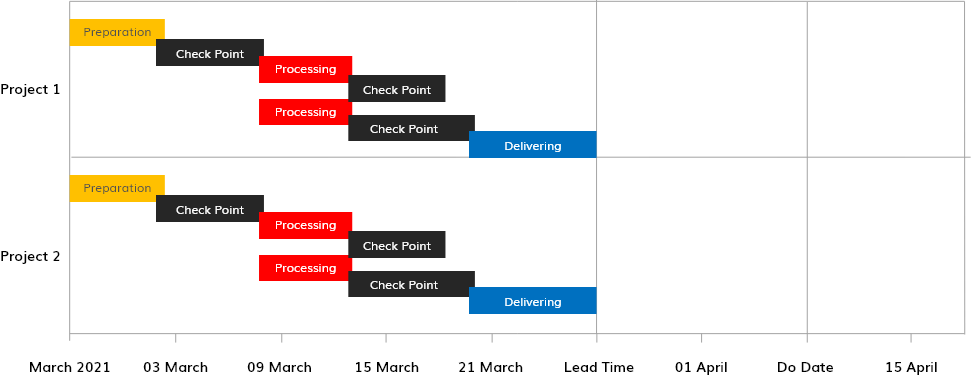 Preparation
Check Point
Processing
Project 1
Check Point
Processing
Check Point
Delivering
Preparation
Check Point
Processing
Check Point
Project 2
Processing
Check Point
Delivering
March 2021 03 March 09 March 15 March 21 March Lead Time 01 April Do Date 15 April